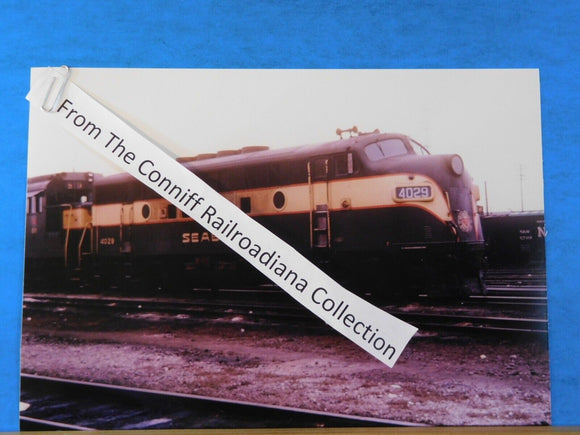 From The Conniff Railroadiana Collection
4029
SEA
4029